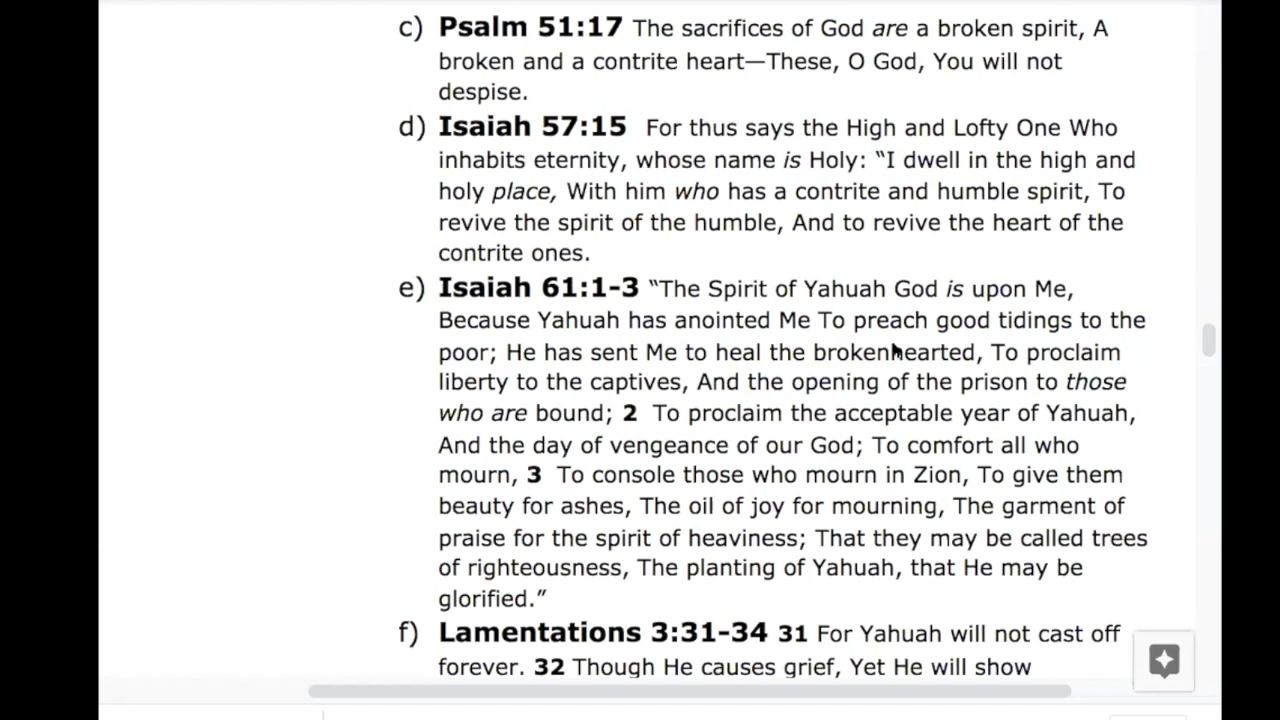 c) Psalm 51:17 The sacrifices of God are a broken spirit, A
broken and a contrite heart—These, O God, You will not
despise.
d) Isaiah 57:15 For thus says the High and Lofty One Who
inhabits eternity, whose name is Holy: “I dwell in the high and
holy place, With him who has a contrite and humble spirit, To
revive the spirit of the humble, And to revive the heart of the
contrite ones.
e) Isaiah 61:1-3 “The Spirit of Yahuah God is upon Me,
Because Yahuah has anointed Me To preach good tidings to the
poor; He has sent Me to heal the brokenhearted, To proclaim
liberty to the captives, And the opening of the prison to those
who are bound; 2 To proclaim the acceptable year of Yahuah,
And the day of vengeance of our God; To comfort all who
mourn, 3 To console those who mourn in Zion, To give them
beauty for ashes, The oil of joy for mourning, The garment of
praise for the spirit of heaviness; That they may be called trees
of righteousness, The planting of Yahuah, that He may be
glorified.”
f) Lamentations 3:31-34 31 For Yahuah will not cast off
forever. 32 Though He causes grief, Yet He will show